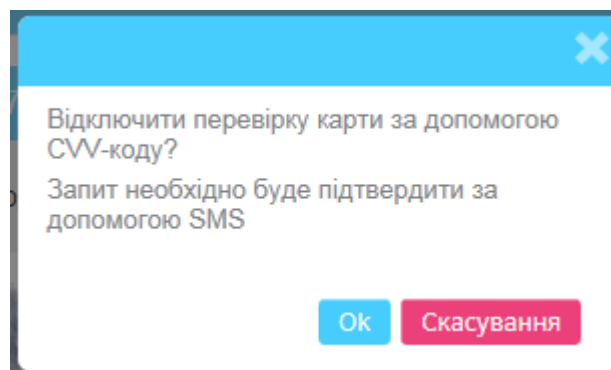 Відключити перевірку карти за допомогою
CVV-коду?
Запит необхідно буде підтвердити за
допомогою SMS
Ok
Скасування